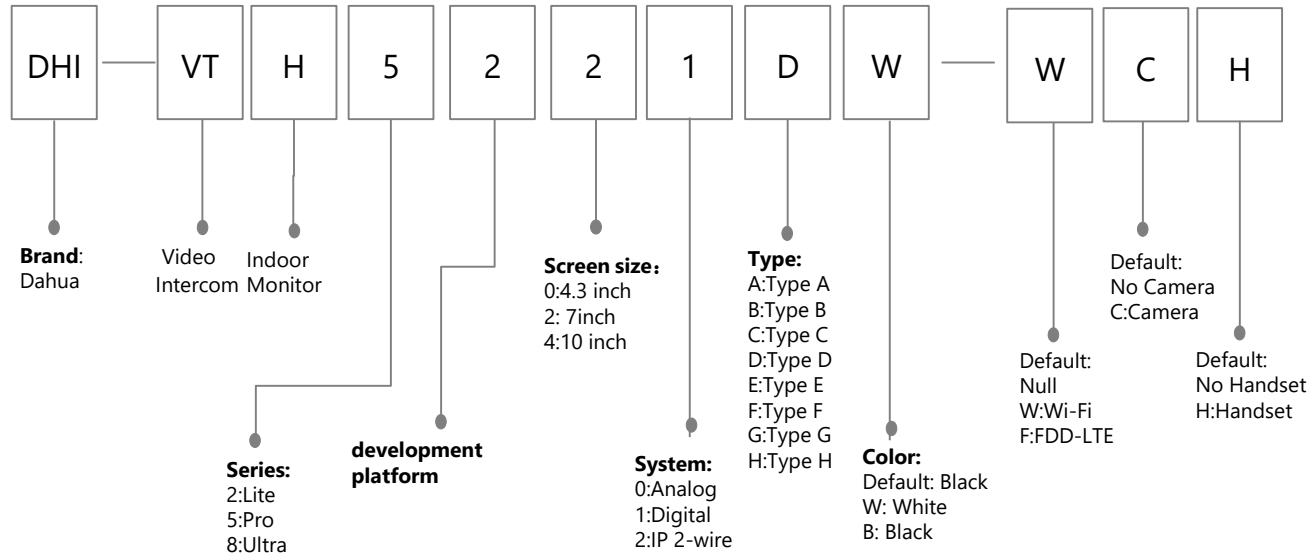 DHI VT H 5 2 2 1 D W W C H
Brand:
Dahua
Video
Intercom
Indoor
Monitor
Series:
2:Lite
5:Pro
8:Ultra
development
platform
Screen size：
0:4.3 inch
2: 7inch
4:10 inch
System:
0:Analog
1:Digital
2:IP 2-wire
Type:
A:Type A
B:Type B
C:Type C
D:Type D
E:Type E
F:Type F
G:Type G
H:Type H
Color:
Default: Black
W: White
B: Black
Default:
Null
W:Wi-Fi
F:FDD-LTE
Default:
No Camera
C:Camera
Default:
No Handset
H:Handset